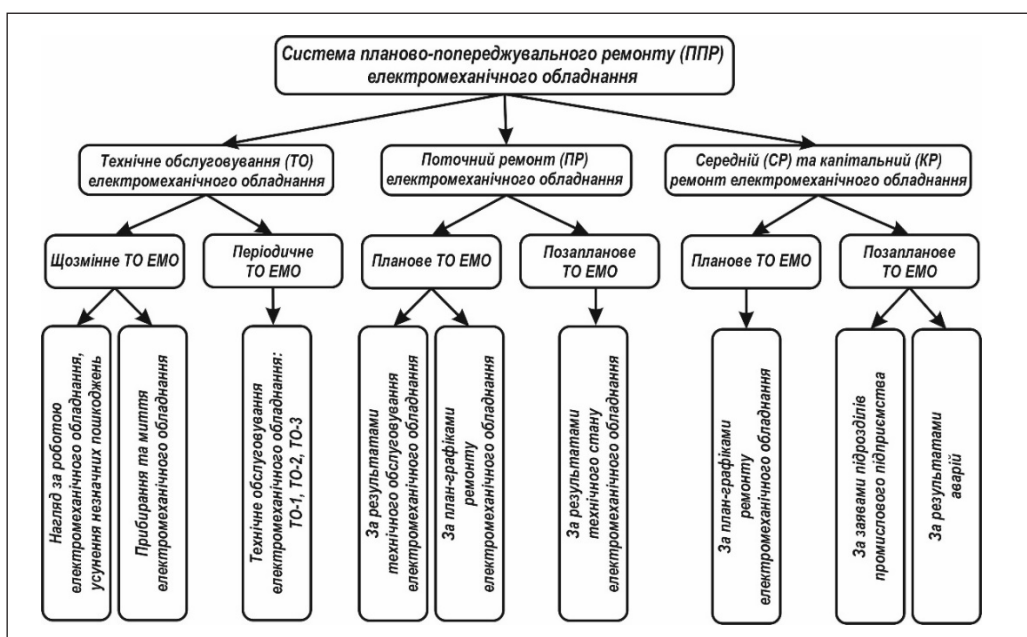 Система планово-попереджувального ремонту (ППР)
електромеханічного обладнання
Технічне обслуговування (ТО)
електромеханічного обладнання
Поточний ремонт (ПР)
електромеханічного обладнання
Середній (СР) та капітальний (КР)
ремонт електромеханічного обладнання
Щозмінне ТО ЕМО
Періодичне
ТО ЕМО
Планове ТО ЕМО
Позапланове
ТО ЕМО
Планове ТО ЕМО
Позапланове
ТО ЕМО
Нагляд за роботою
електромеханічного обладнання,
усунення незначних пошкоджень
Прибирання та миття
електромеханічного обладнання
Технічне обслуговування
електромеханічного обладнання:
ТО-1, ТО-2, ТО-3
За результатами
технічного обслуговування
електромеханічного обладнання
За план-графіками
ремонту
електромеханічного обладнання
За результатами
технічного стану
електромеханічного обладнання
За план-графіками
ремонту
електромеханічного обладнання
За заявами підрозділів
промислового підприємства
За результатами
аварій